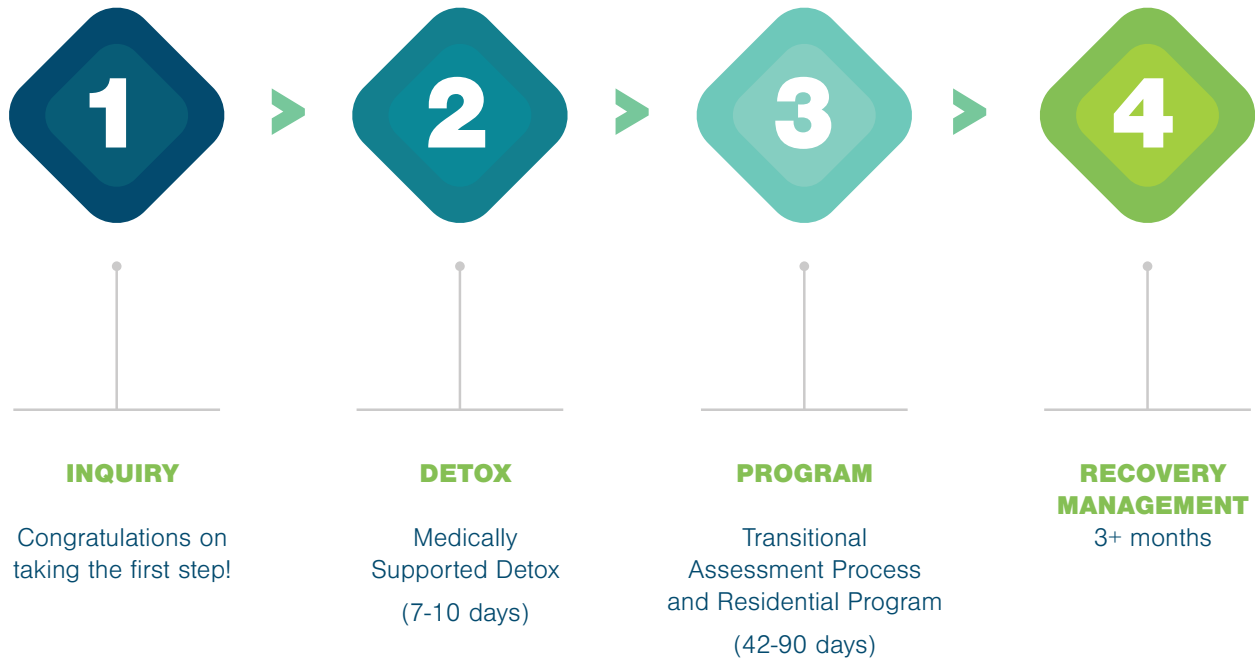 1 > 2 > 3 > 4
INQUIRY
Congratulations on
taking the first step!
DETOX
Medically
Supported Detox
(7-10 days)
PROGRAM
Transitional
Assessment Process
and Residential Program
(42-90 days)
RECOVERY
MANAGEMENT
3+ months